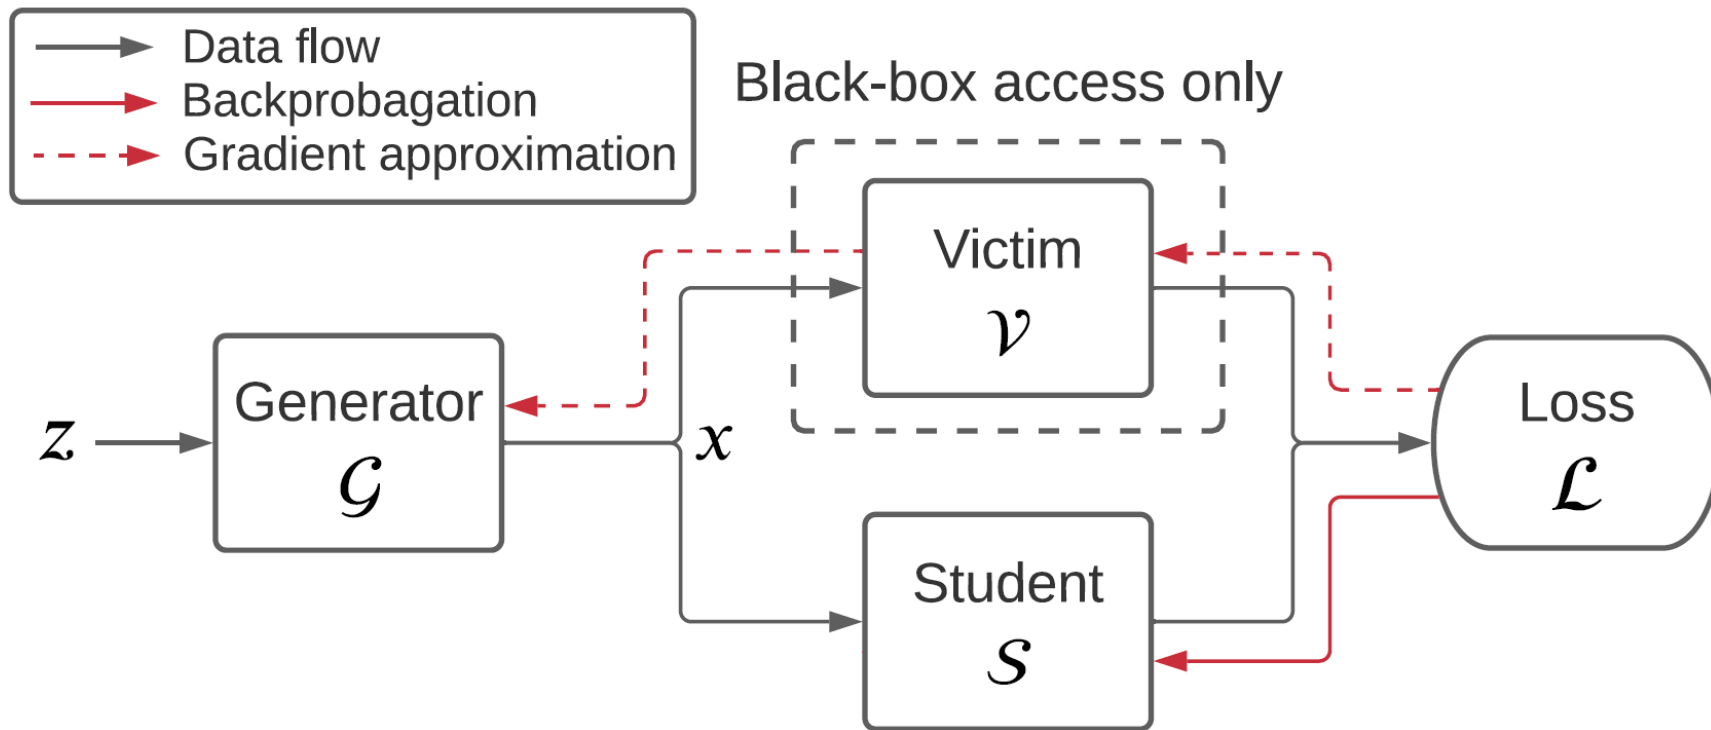 Data flow
Backprobagation
Gradient approximation
Black-box access only
Victim
𝒱
Generator
𝒢
z
x
Loss
ℒ
Student
𝒮